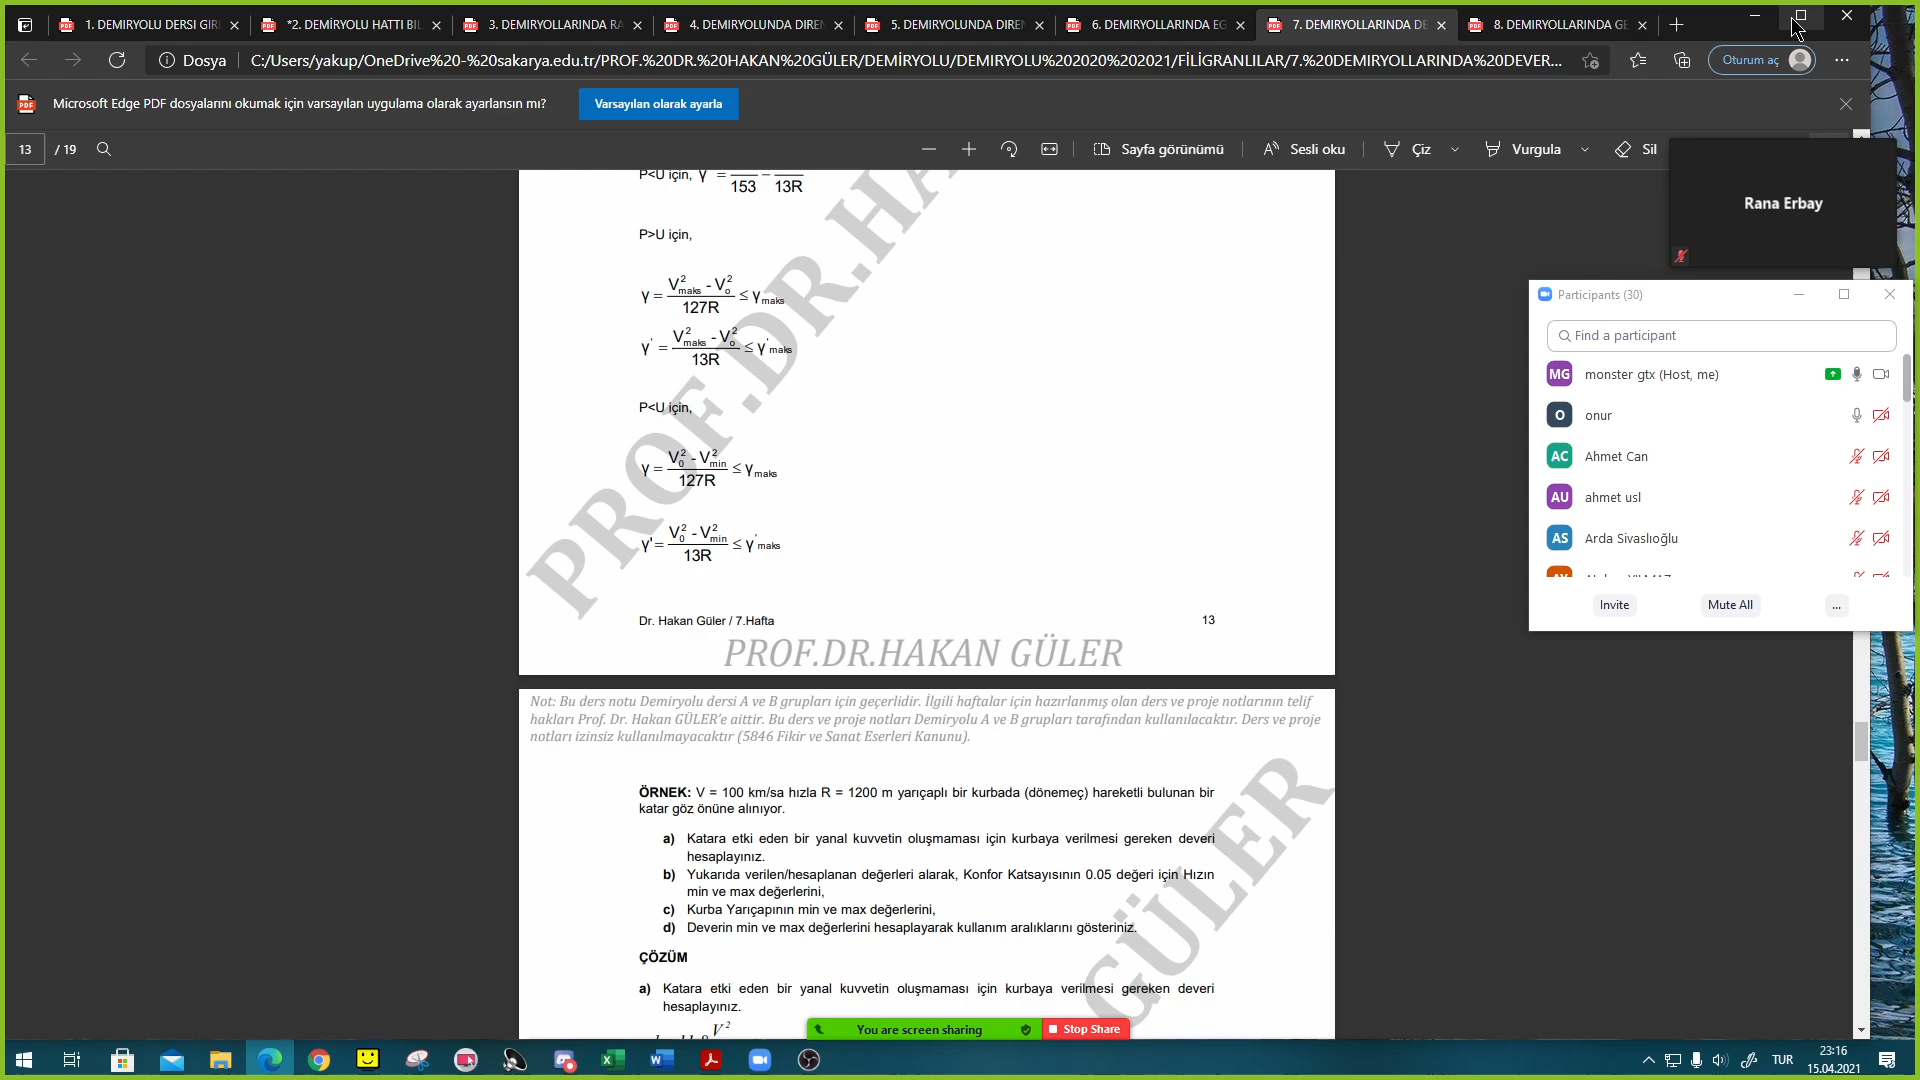 1. DEMİRYOLU DERSİ GİRİ
*2. DEMİRYOLU HATTI BİL
3. DEMIRYOLLARINDA RA
4. DEMIRYOLUNDA DIREN
5. DEMIRYOLUNDA DIREN
6. DEMIRYOLLARINDA EG
7. DEMIRYOLLARINDA DE
8. DEMIRYOLLARINDA GE
Dosya
C:/Users/yakup/OneDrive%20-%20sakarya.edu.tr/PROF.%20DR.%20HAKAN%20GÜLER/DEMİRYOLU/DEMIRYOLU%202020%202021/FİLİGRANLILAR/7.%20DEMIRYOLLARINDA%20DEVER...
Oturum aç
Microsoft Edge PDF dosyalarını okumak için varsayılan uygulama olarak ayarlansın mı?
Varsayılan olarak ayarla
13 / 19
Sayfa görünümü
Sesli oku
Çiz
Vurgula
Sil
Rana Erbay
P<U için, γ = 153 − 13R
P>U için,
γ = (V²maks - V²o) / 127R ≤ γmaks
γ' = (V²maks - V²o) / 13R ≤ γ'maks
P<U için,
γ = (V²0 - V²min) / 127R ≤ γmaks
γ' = (V²0 - V²min) / 13R ≤ γ'maks
PROF.DR.HA
Dr. Hakan Güler / 7.Hafta
13
PROF.DR.HAKAN GÜLER
Not: Bu ders notu Demiryolu dersi A ve B grupları için geçerlidir. İlgili haftalar için hazırlanmış olan ders ve proje notlarının telif
hakları Prof. Dr. Hakan GÜLER'e aittir. Bu ders ve proje notları Demiryolu A ve B grupları tarafından kullanılacaktır. Ders ve proje
notları izinsiz kullanılmayacaktır (5846 Fikir ve Sanat Eserleri Kanunu).
ÖRNEK: V = 100 km/sa hızla R = 1200 m yarıçaplı bir kurbada (dönemeç) hareketli bulunan bir
katar göz önüne alınıyor.
a) Katara etki eden bir yanal kuvvetin oluşmaması için kurbaya verilmesi gereken deveri
hesaplayınız.
b) Yukarıda verilen/hesaplanan değerleri alarak, Konfor Katsayısının 0.05 değeri için Hızın
min ve max değerlerini,
c) Kurba Yarıçapının min ve max değerlerini,
d) Deverin min ve max değerlerini hesaplayarak kullanım aralıklarını gösteriniz.
ÇÖZÜM
a) Katara etki eden bir yanal kuvvetin oluşmaması için kurbaya verilmesi gereken deveri
hesaplayınız.
V²
GÜLER
Participants (30)
Find a participant
MG monster gtx (Host, me)
O onur
AC Ahmet Can
AU ahmet usl
AS Arda Sivaslıoğlu
Invite
Mute All
...
You are screen sharing
Stop Share
TUR
23:16
15.04.2021